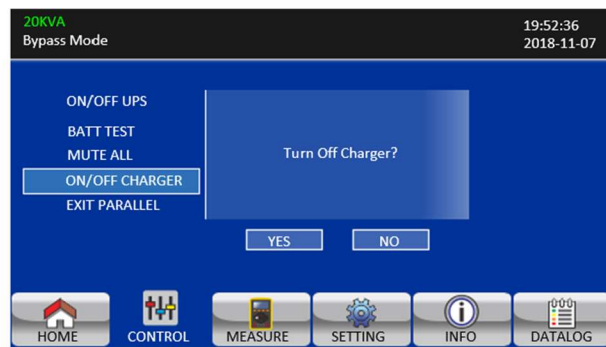 20KVA
Bypass Mode
19:52:36
2018-11-07
ON/OFF UPS
BATT TEST
MUTE ALL
ON/OFF CHARGER
EXIT PARALLEL
Turn Off Charger?
YES
NO
HOME
CONTROL
MEASURE
SETTING
INFO
DATALOG